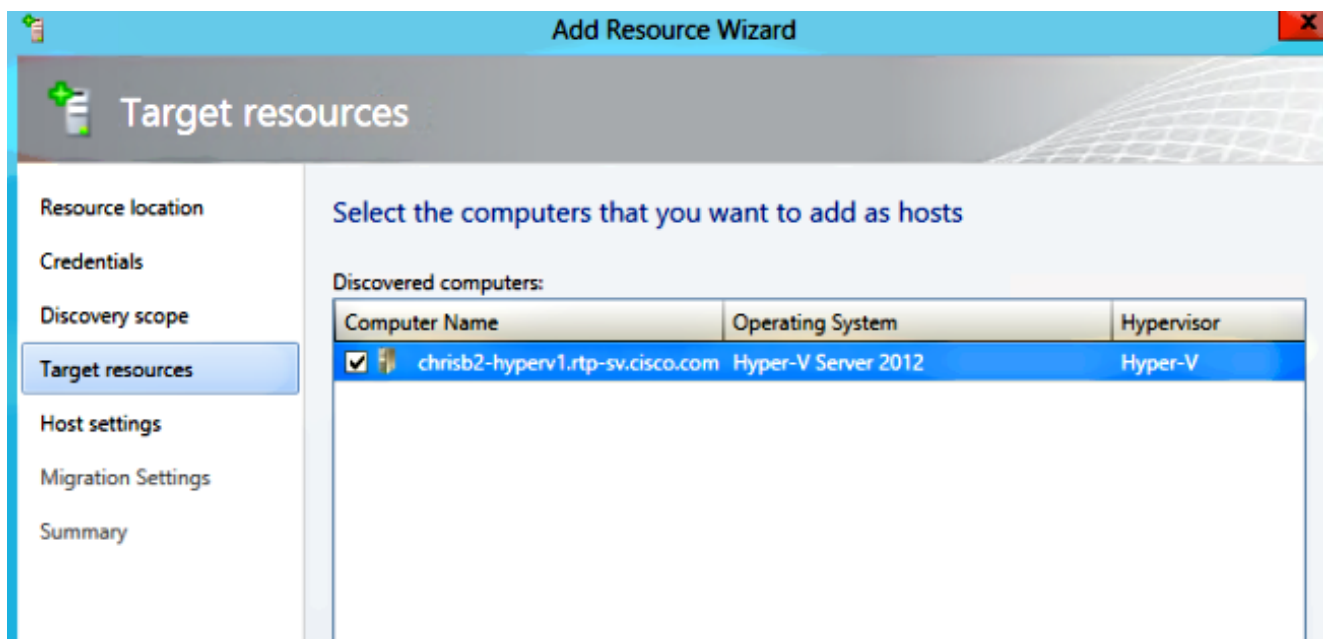 Add Resource Wizard
x
Target resources
Resource location
Credentials
Discovery scope
Target resources
Host settings
Migration Settings
Summary
Select the computers that you want to add as hosts
Discovered computers:
Computer Name Operating System Hypervisor
chrisb2-hyperv1.rtp-sv.cisco.com Hyper-V Server 2012 Hyper-V